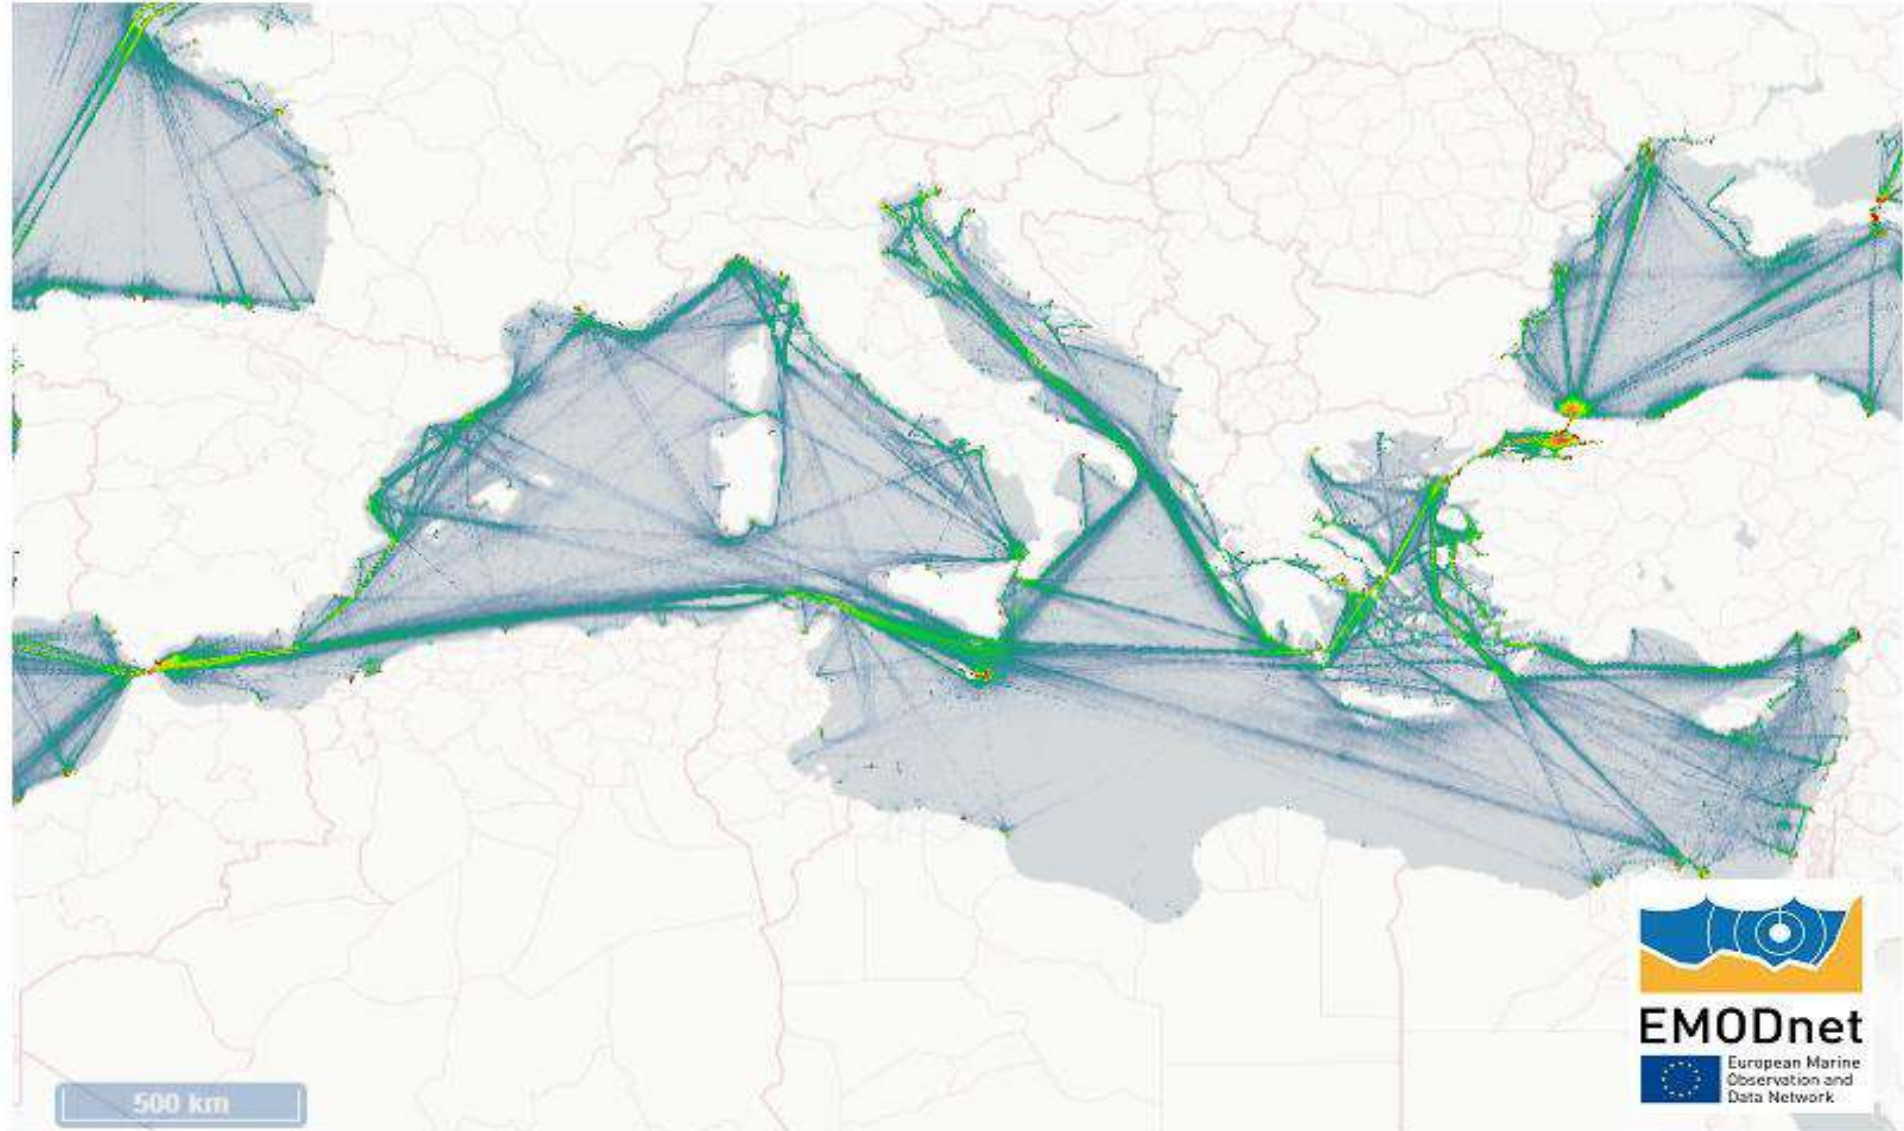 500 km
EMODnet
European Marine
Observation and
Data Network